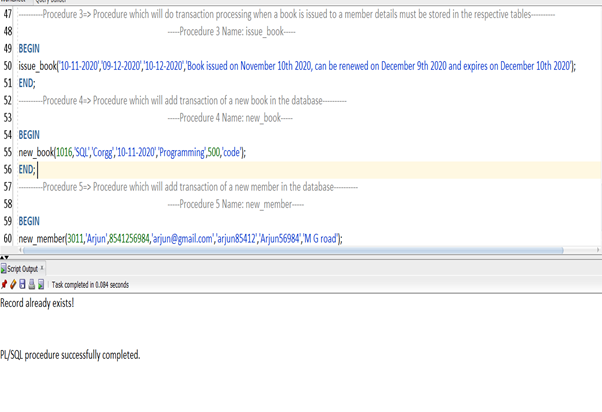 47 ----------Procedure 3=> Procedure which will do transaction processing when a book is issued to a member details must be stored in the respective tables----------
48 -----Procedure 3 Name: issue_book-----
49 BEGIN
50 issue_book('10-11-2020','09-12-2020','10-12-2020','Book issued on November 10th 2020, can be renewed on December 9th 2020 and expires on December 10th 2020');
51 END;
52 ----------Procedure 4=> Procedure which will add transaction of a new book in the database----------
53 -----Procedure 4 Name: new_book-----
54 BEGIN
55 new_book(1016,'SQL','Corgg','10-11-2020','Programming',500,'code');
56 END;
57 ----------Procedure 5=> Procedure which will add transaction of a new member in the database----------
58 -----Procedure 5 Name: new_member-----
59 BEGIN
60 new_member(3011,'Arjun',8541256984,'arjun@gmail.com','arjun85412','Arjun56984','M G road');
Script Output
Task completed in 0.084 seconds
Record already exists!
PL/SQL procedure successfully completed.